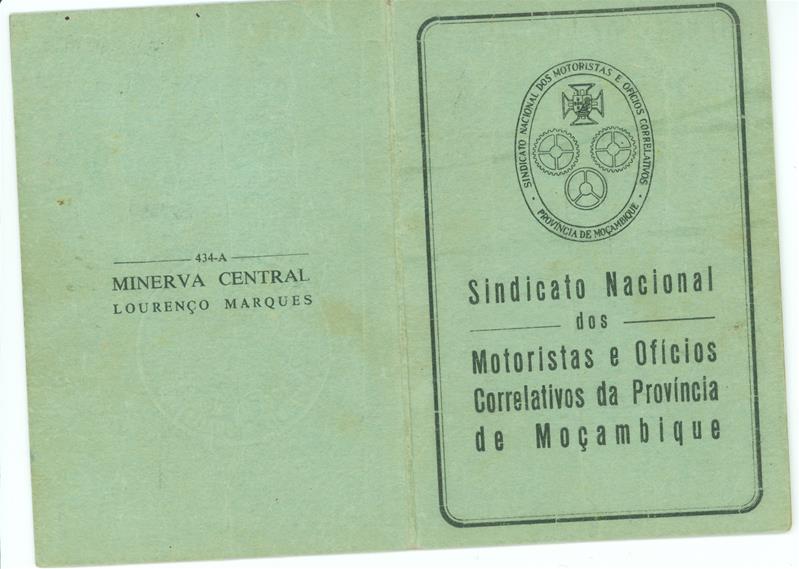 434-A
MINERVA CENTRAL
LOURENÇO MARQUES
SINDICATO NACIONAL DOS MOTORISTAS E OFÍCIOS CORRELATIVOS
PROVÍNCIA DE MOÇAMBIQUE
Sindicato Nacional
dos
Motoristas e Ofícios
Correlativos da Província
de Moçambique